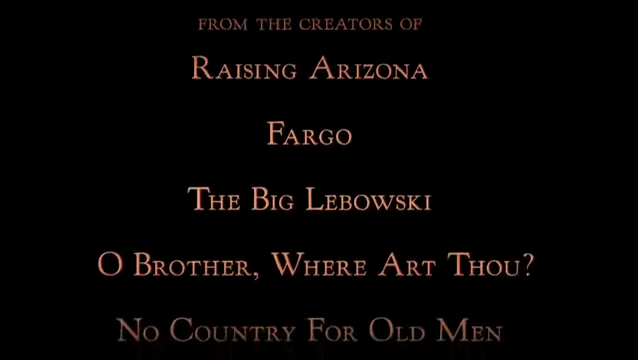 FROM THE CREATORS OF
RAISING ARIZONA
FARGO
THE BIG LEBOWSKI
O BROTHER, WHERE ART THOU?
NO COUNTRY FOR OLD MEN